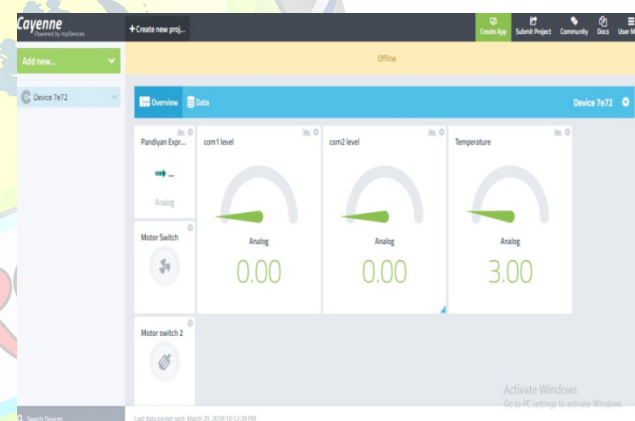 Cayenne
Powered by myDevices
+Create new proj...
Create App
Submit Project
Community
Docs
User M
Add new...
Offline
Device 7e72
Overview
Data
Device 7e72
Pandiyan Expr...
com1 level
com2 level
Temperature
...
Analog
Motor Switch
Analog
Analog
Analog
0.00
0.00
3.00
Motor switch 2
Activate Windows
Go to PC settings to activate Windows.
Search Devices
Last data packet sent: March 20, 2018 10:12:28 PM